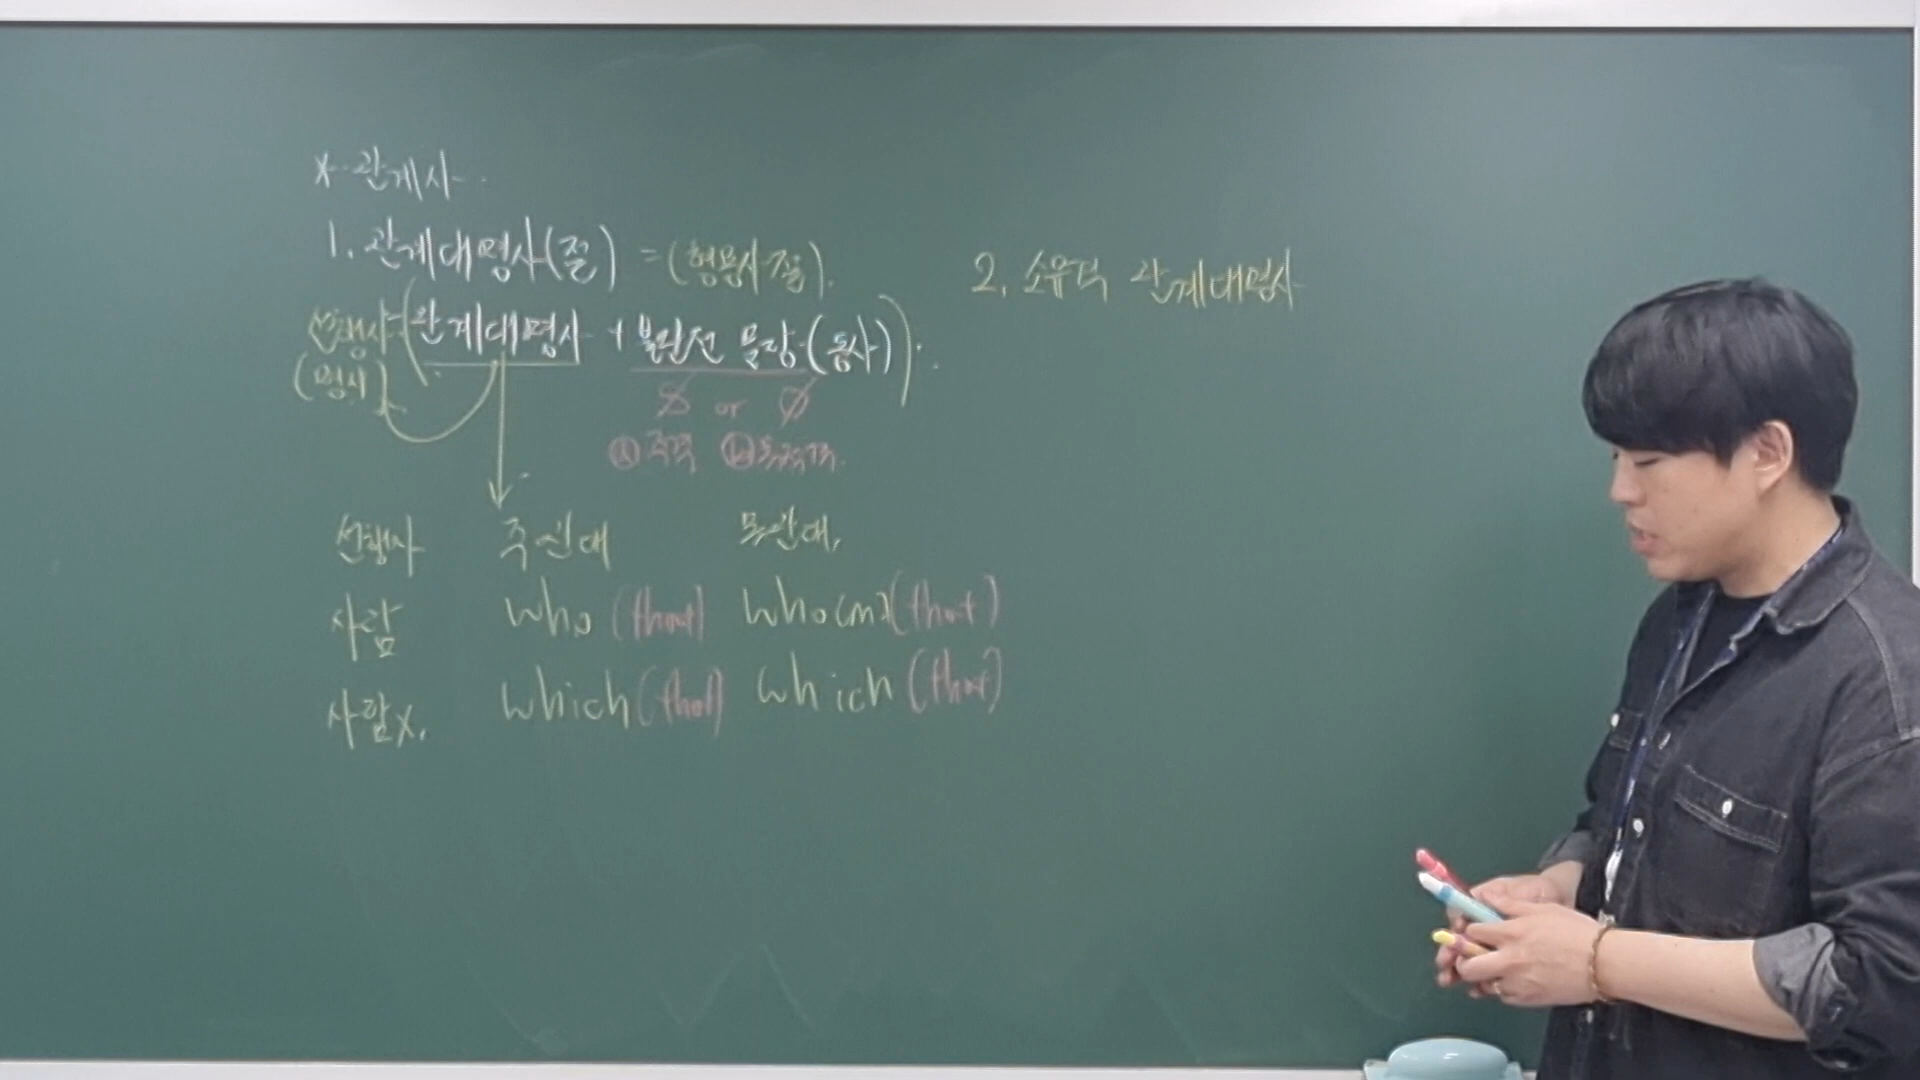 * 관계사
1. 관계대명사(절) = (형용사절).
선행사 (관계대명사 + 불완전 문장(동사))
(명사)
S or O
ⓐ 주격 ⓑ 목적격.
선행사 주관대 목관대.
사람 who (that) who(m) (that)
사람x. which (that) which (that)
2. 소유격 관계대명사